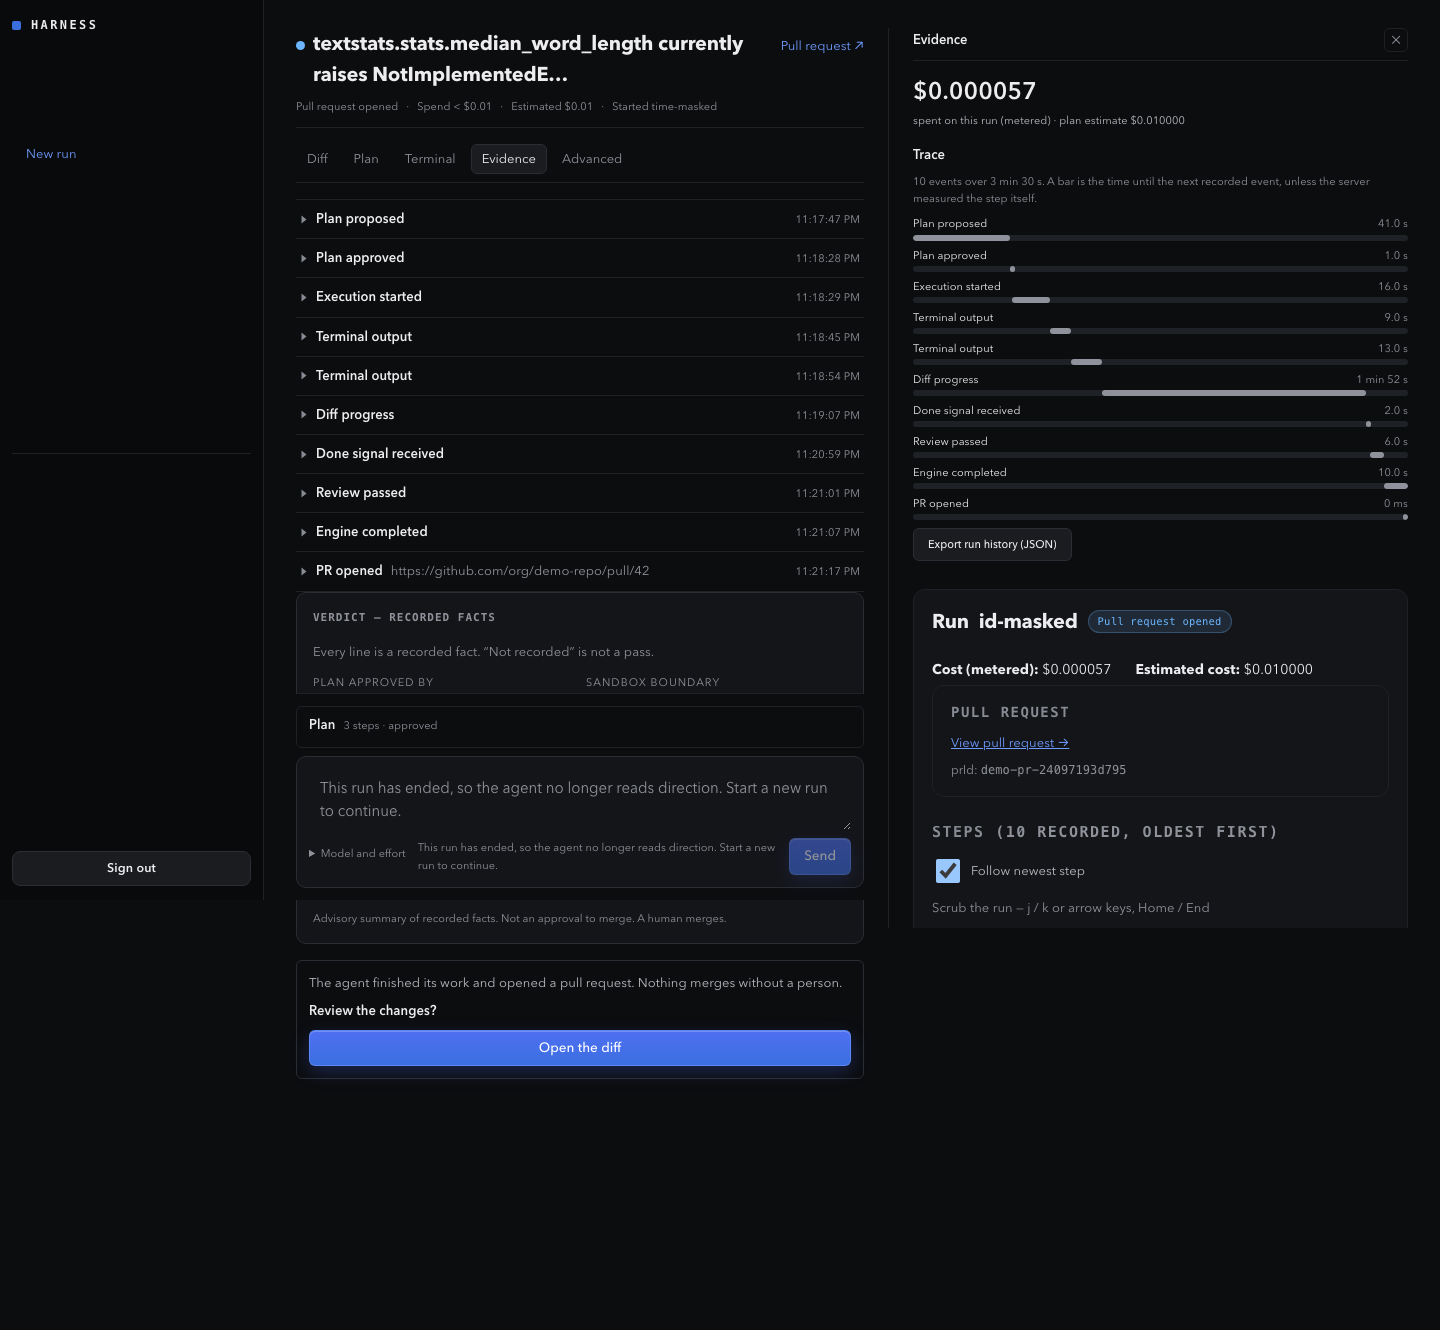 HARNESS
New run
Sign out
textstats.stats.median_word_length currently
raises NotImplementedE...
Pull request ↗
Pull request opened · Spend < $0.01 · Estimated $0.01 · Started time-masked
Diff Plan Terminal Evidence Advanced
Plan proposed 11:17:47 PM
Plan approved 11:18:28 PM
Execution started 11:18:29 PM
Terminal output 11:18:45 PM
Terminal output 11:18:54 PM
Diff progress 11:19:07 PM
Done signal received 11:20:59 PM
Review passed 11:21:01 PM
Engine completed 11:21:07 PM
PR opened https://github.com/org/demo-repo/pull/42 11:21:17 PM
VERDICT — RECORDED FACTS
Every line is a recorded fact. “Not recorded” is not a pass.
PLAN APPROVED BY SANDBOX BOUNDARY
Plan 3 steps · approved
This run has ended, so the agent no longer reads direction. Start a new run
to continue.
Model and effort
This run has ended, so the agent no longer reads direction. Start a new
run to continue.
Send
Advisory summary of recorded facts. Not an approval to merge. A human merges.
The agent finished its work and opened a pull request. Nothing merges without a person.
Review the changes?
Open the diff
Evidence
$0.000057
spent on this run (metered) · plan estimate $0.010000
Trace
10 events over 3 min 30 s. A bar is the time until the next recorded event, unless the server
measured the step itself.
Plan proposed 41.0 s
Plan approved 1.0 s
Execution started 16.0 s
Terminal output 9.0 s
Terminal output 13.0 s
Diff progress 1 min 52 s
Done signal received 2.0 s
Review passed 6.0 s
Engine completed 10.0 s
PR opened 0 ms
Export run history (JSON)
Run id-masked Pull request opened
Cost (metered): $0.000057 Estimated cost: $0.010000
PULL REQUEST
View pull request →
prId: demo-pr-24097193d795
STEPS (10 RECORDED, OLDEST FIRST)
Follow newest step
Scrub the run — j / k or arrow keys, Home / End